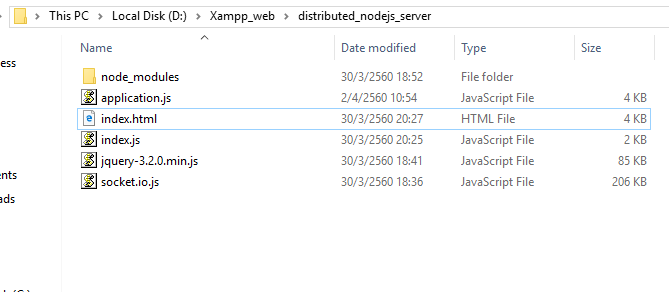 This PC > Local Disk (D:) > Xampp_web > distributed_nodejs_server
Name Date modified Type Size
ess
node_modules 30/3/2560 18:52 File folder
application.js 2/4/2560 10:54 JavaScript File 4 KB
index.html 30/3/2560 20:27 HTML File 4 KB
index.js 30/3/2560 20:25 JavaScript File 2 KB
jquery-3.2.0.min.js 30/3/2560 18:41 JavaScript File 85 KB
ents
socket.io.js 30/3/2560 18:36 JavaScript File 206 KB
ads